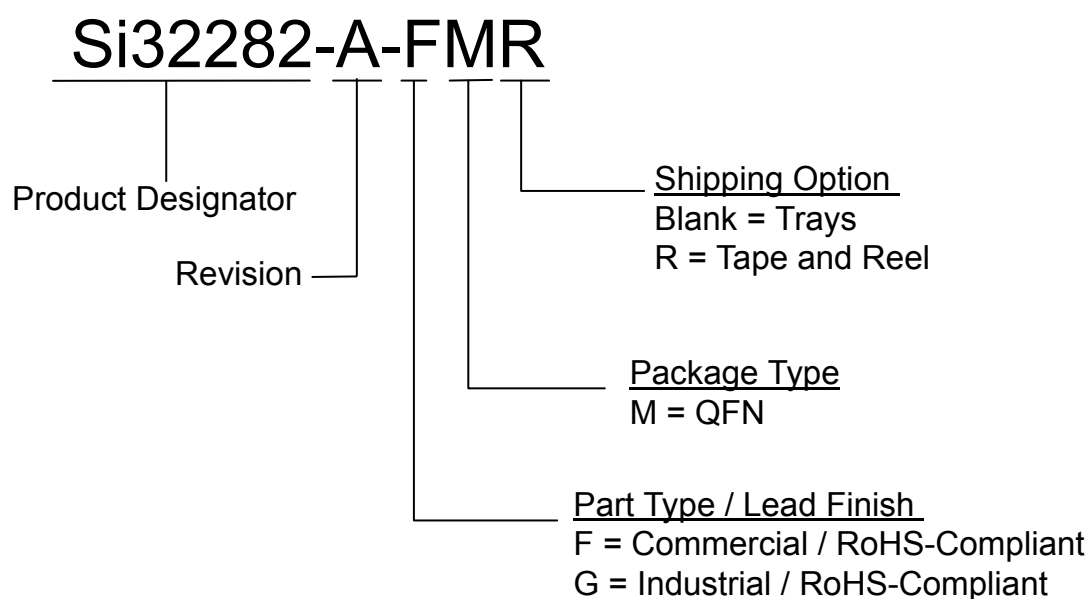 Si32282-A-FMR
Product Designator
Revision
Shipping Option
Blank = Trays
R = Tape and Reel
Package Type
M = QFN
Part Type / Lead Finish
F = Commercial / RoHS-Compliant
G = Industrial / RoHS-Compliant